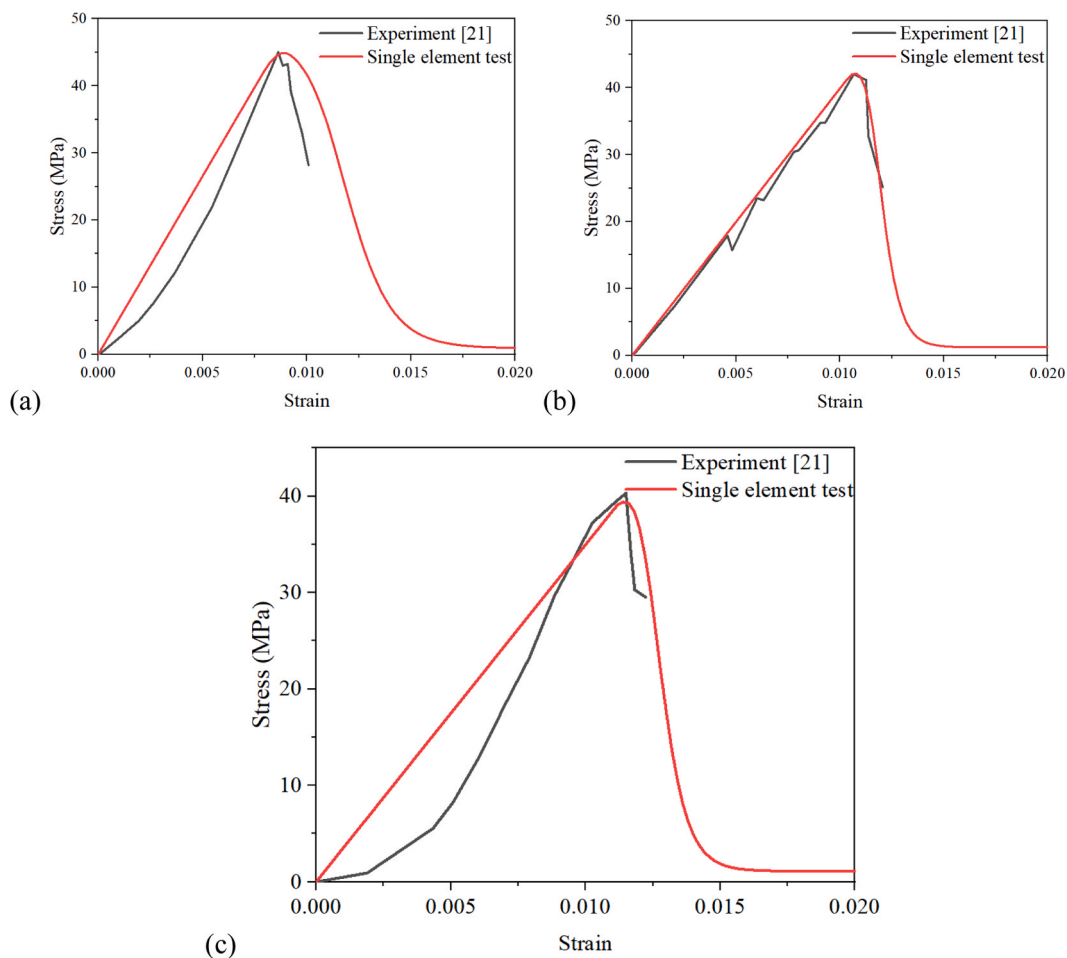 50
40
30
20
10
0
Stress (MPa)
Experiment [21]
Single element test
0.000 0.005 0.010 0.015 0.020
Strain
(a)
50
40
30
20
10
0
Stress (MPa)
Experiment [21]
Single element test
0.000 0.005 0.010 0.015 0.020
Strain
(b)
40
30
20
10
0
Stress (MPa)
Experiment [21]
Single element test
0.000 0.005 0.010 0.015 0.020
Strain
(c)